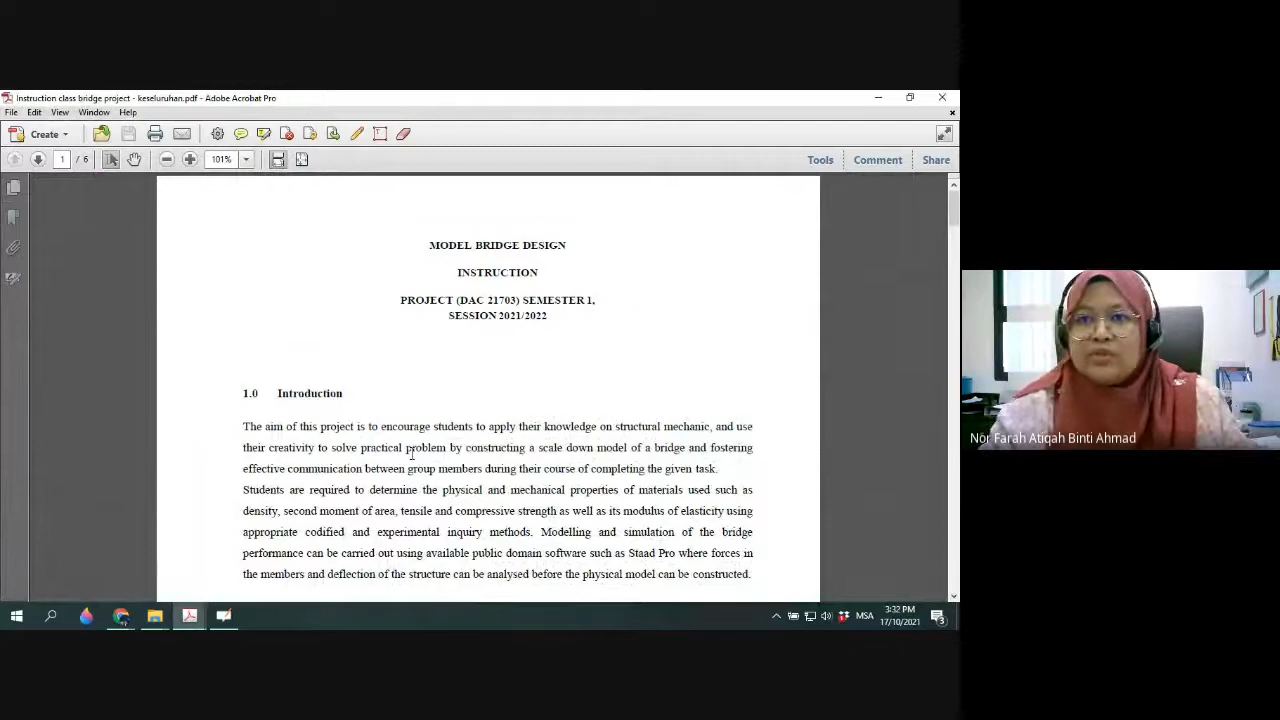 Instruction class bridge project - keseluruhan.pdf - Adobe Acrobat Pro
File Edit View Window Help
Create
1 / 6 101% Tools Comment Share
MODEL BRIDGE DESIGN
INSTRUCTION
PROJECT (DAC 21703) SEMESTER 1,
SESSION 2021/2022
1.0 Introduction
The aim of this project is to encourage students to apply their knowledge on structural mechanic, and use
their creativity to solve practical problem by constructing a scale down model of a bridge and fostering
effective communication between group members during their course of completing the given task.
Students are required to determine the physical and mechanical properties of materials used such as
density, second moment of area, tensile and compressive strength as well as its modulus of elasticity using
appropriate codified and experimental inquiry methods. Modelling and simulation of the bridge
performance can be carried out using available public domain software such as Staad Pro where forces in
the members and deflection of the structure can be analysed before the physical model can be constructed.
Nor Farah Atiqah Binti Ahmad
MSA
3:32 PM
17/10/2021
3